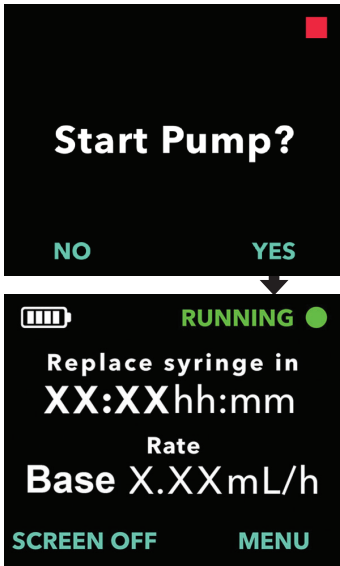 Start Pump?
NO YES
RUNNING
Replace syringe in
XX:XXhh:mm
Rate
Base X.XXmL/h
SCREEN OFF MENU